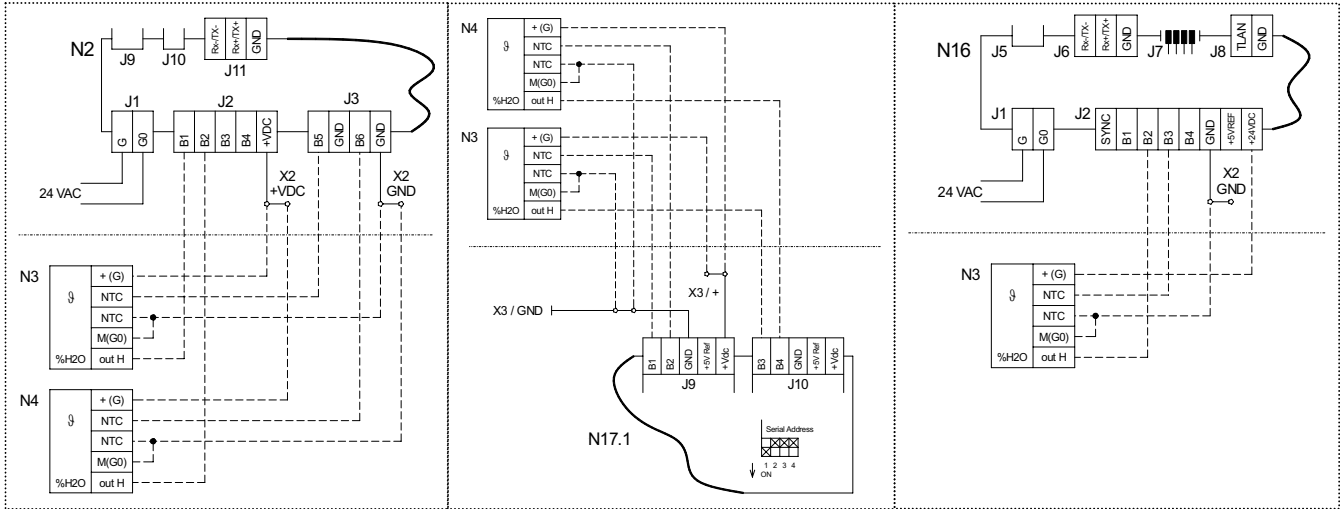 N2
J9
J10
Rx-/TX-
Rx+/TX+
GND
J11
J1
J2
J3
G
G0
B1
B2
B3
B4
+VDC
B5
GND
B6
GND
24 VAC
X2
+VDC
X2
GND
N3
ϑ
%H2O
+ (G)
NTC
NTC
M(G0)
out H
N4
ϑ
%H2O
+ (G)
NTC
NTC
M(G0)
out H
N4
ϑ
%H2O
+ (G)
NTC
NTC
M(G0)
out H
N3
ϑ
%H2O
+ (G)
NTC
NTC
M(G0)
out H
X3 / +
X3 / GND
B1
B2
GND
+5V Ref
+Vdc
B3
B4
GND
+5V Ref
+Vdc
J9
J10
N17.1
Serial Address
1 2 3 4
ON
N16
J5
J6
Rx-/TX-
Rx+/TX+
GND
J7
J8
TLAN
GND
J1
J2
G
G0
SYNC
B1
B2
B3
B4
GND
+5VREF
+24VDC
24 VAC
X2
GND
N3
ϑ
%H2O
+ (G)
NTC
NTC
M(G0)
out H